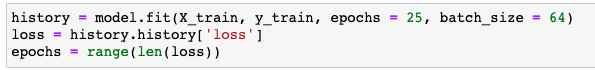 history = model.fit(X_train, y_train, epochs = 25, batch_size = 64)
loss = history.history['loss']
epochs = range(len(loss))